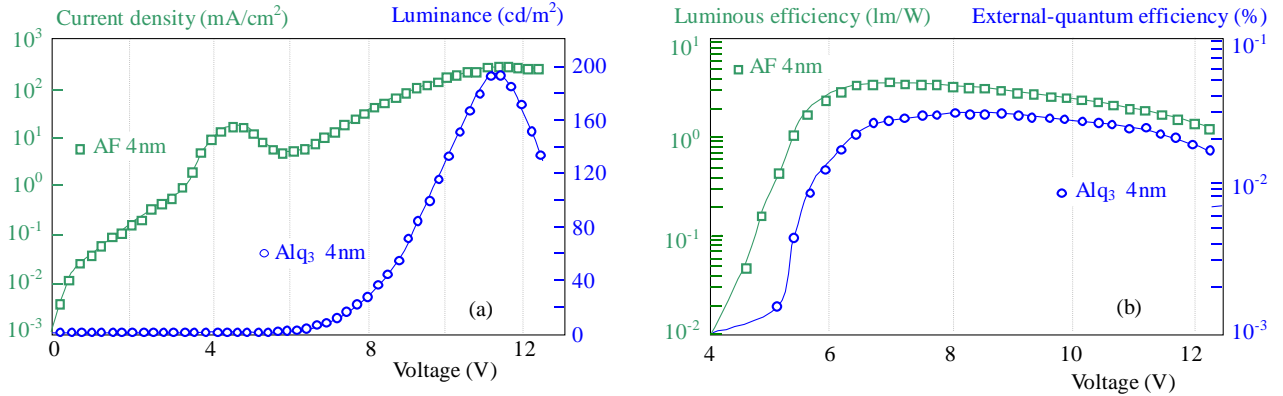 Current density (mA/cm²) Luminance (cd/m²)
10³
10²
10¹
10⁰
10⁻¹
10⁻²
10⁻³
AF 4nm
Alq₃ 4nm
(a)
200
160
120
80
40
0
0 4 8 12
Voltage (V)
Luminous efficiency (lm/W) External-quantum efficiency (%)
10¹
10⁰
10⁻¹
10⁻²
AF 4nm
Alq₃ 4nm
(b)
10⁻¹
10⁻²
10⁻³
4 6 8 10 12
Voltage (V)